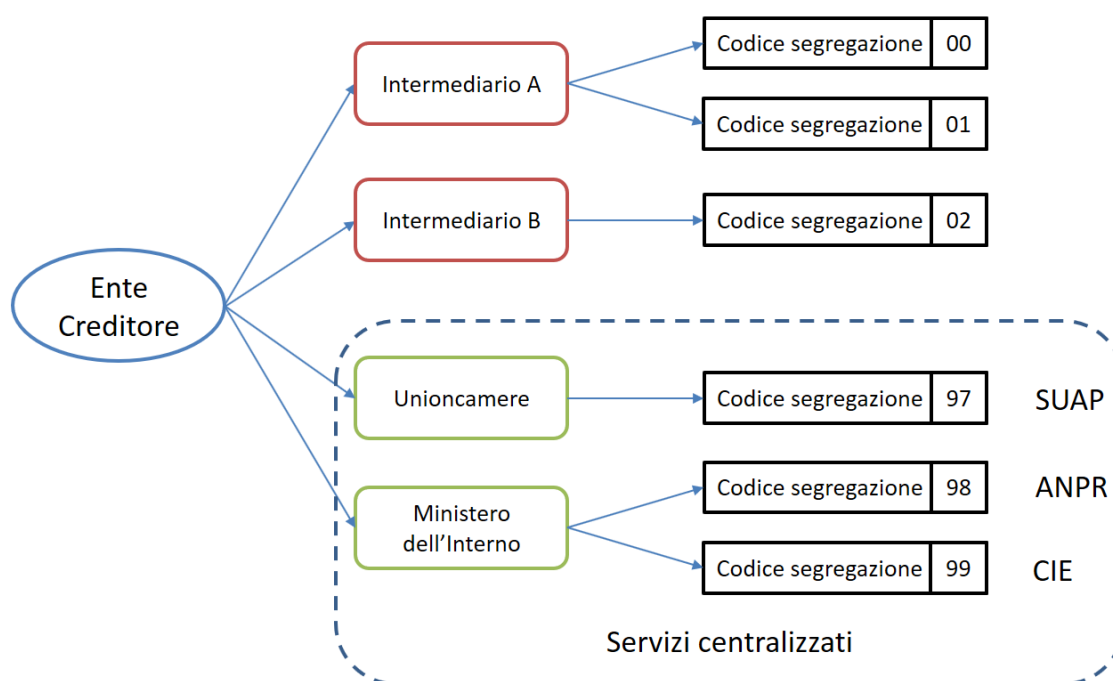 Codice segregazione 00
Intermediario A
Codice segregazione 01
Intermediario B
Codice segregazione 02
Ente
Creditore
Unioncamere
Codice segregazione 97
SUAP
Codice segregazione 98
ANPR
Ministero
dell’Interno
Codice segregazione 99
CIE
Servizi centralizzati